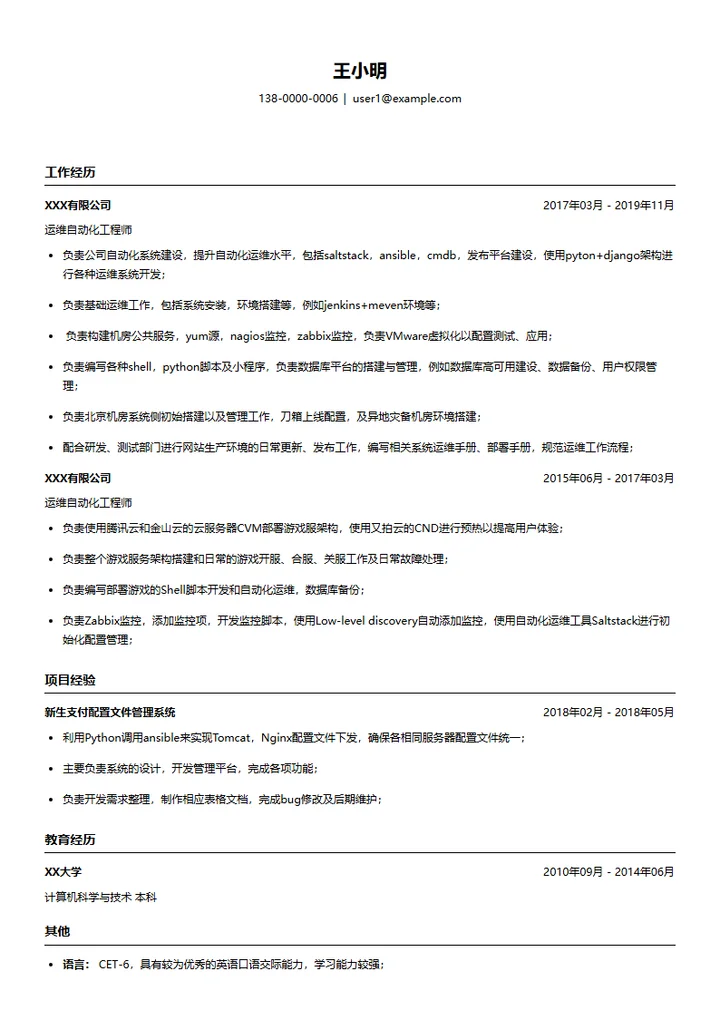 王小明
138-0000-0006 | user1@example.com
工作经历
XXX有限公司 2017年03月 - 2019年11月
运维自动化工程师
• 负责公司自动化系统建设，提升自动化运维水平，包括saltstack，ansible，cmdb，发布平台建设，使用pyton+django架构进
行各种运维系统开发；
• 负责基础运维工作，包括系统安装，环境搭建等，例如jenkins+meven环境等；
• 负责构建机房公共服务，yum源，nagios监控，zabbix监控，负责VMware虚拟化以配置测试、应用；
• 负责编写各种shell，python脚本及小程序，负责数据库平台的搭建与管理，例如数据库高可用建设、数据备份、用户权限管
理；
• 负责北京机房系统侧初始搭建以及管理工作，刀箱上线配置，及异地灾备机房环境搭建；
• 配合研发、测试部门进行网站生产环境的日常更新、发布工作，编写相关系统运维手册、部署手册，规范运维工作流程；
XXX有限公司 2015年06月 - 2017年03月
运维自动化工程师
• 负责使用腾讯云和金山云的云服务器CVM部署游戏服架构，使用又拍云的CND进行预热以提高用户体验；
• 负责整个游戏服务架构搭建和日常的游戏开服、合服、关服工作及日常故障处理；
• 负责编写部署游戏的Shell脚本开发和自动化运维，数据库备份；
• 负责Zabbix监控，添加监控项，开发监控脚本，使用Low-level discovery自动添加监控，使用自动化运维工具Saltstack进行初
始化配置管理；
项目经验
新生支付配置文件管理系统 2018年02月 - 2018年05月
• 利用Python调用ansible来实现Tomcat，Nginx配置文件下发，确保各相同服务器配置文件统一；
• 主要负责系统的设计，开发管理平台，完成各项功能；
• 负责开发需求整理，制作相应表格文档，完成bug修改及后期维护；
教育经历
XX大学 2010年09月 - 2014年06月
计算机科学与技术 本科
其他
• 语言： CET-6，具有较为优秀的英语口语交际能力，学习能力较强；